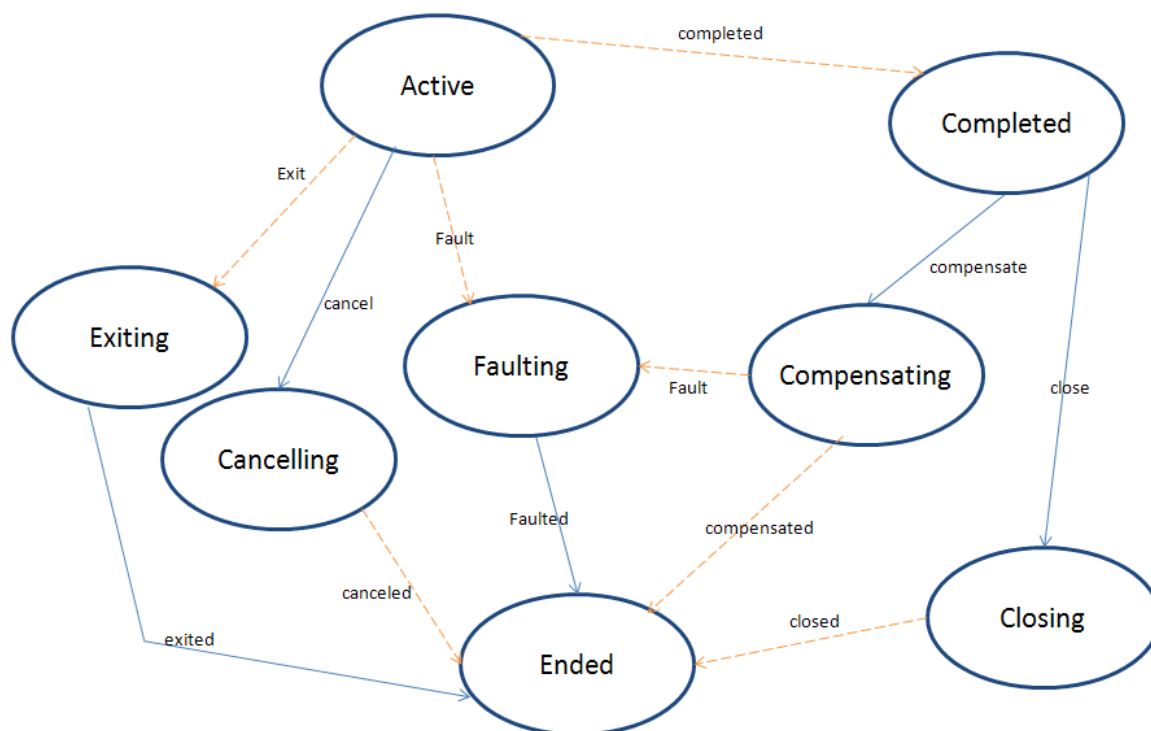 completed
Active
Completed
Exit
Fault
compensate
cancel
Exiting
Faulting
Fault
Compensating
close
Cancelling
Faulted
compensated
canceled
closed
Closing
exited
Ended